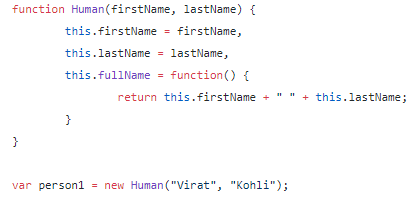 function Human(firstName, lastName) {
        this.firstName = firstName,
        this.lastName = lastName,
        this.fullName = function() {
                return this.firstName + " " + this.lastName;
        }
}

var person1 = new Human("Virat", "Kohli");